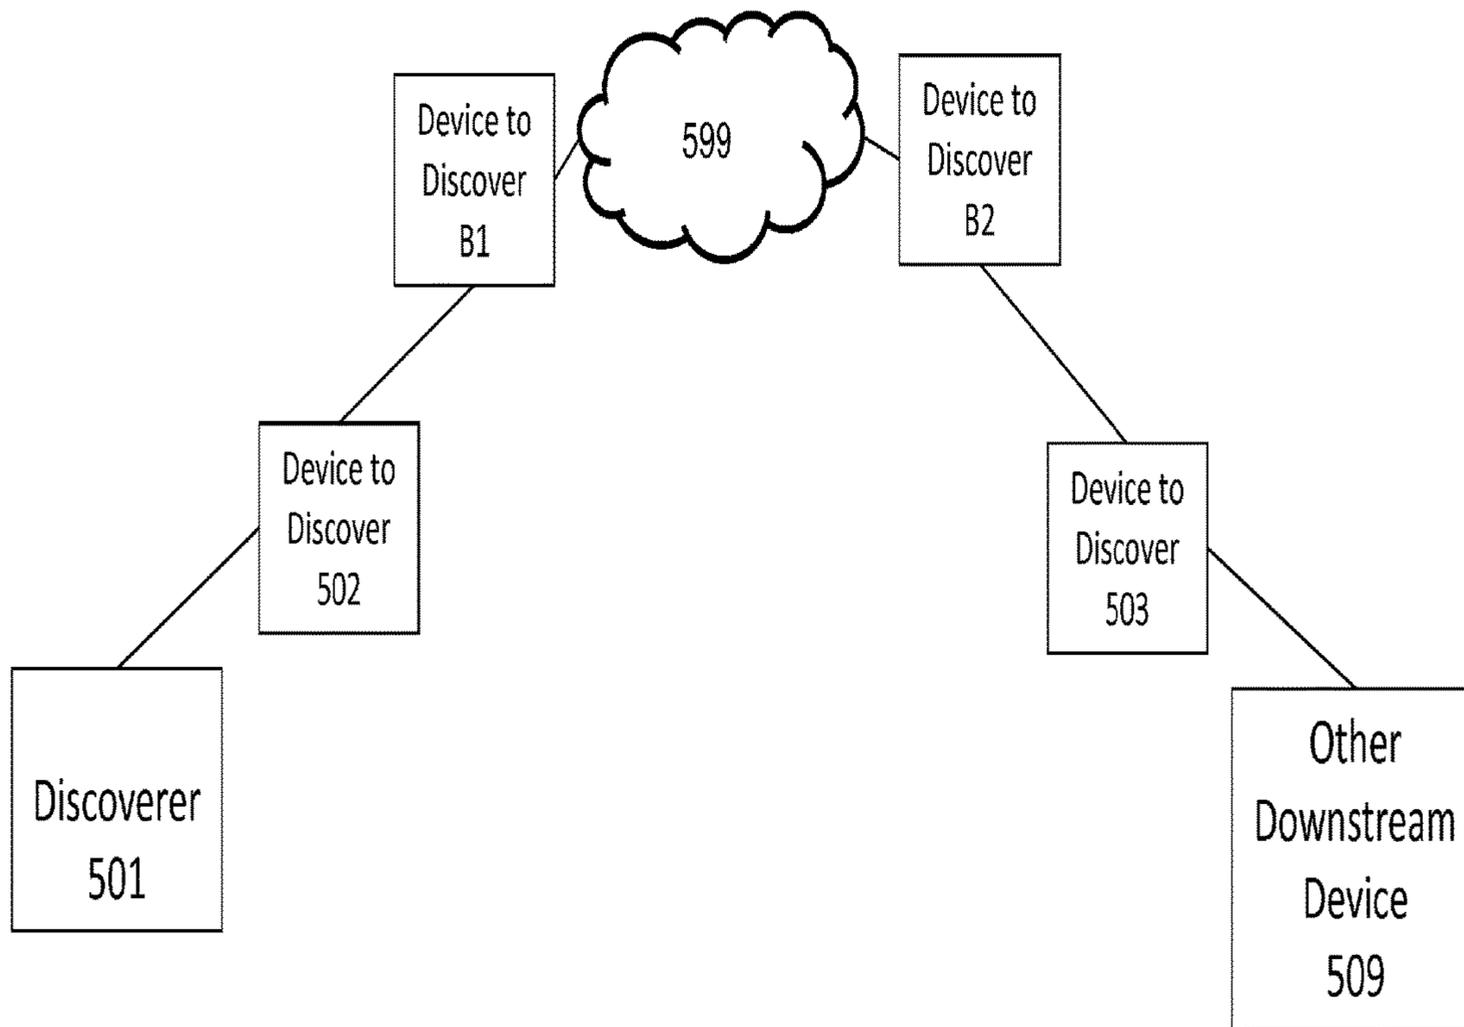 Device to
Discover
B1
599
Device to
Discover
B2
Device to
Discover
502
Device to
Discover
503
Discoverer
501
Other
Downstream
Device
509